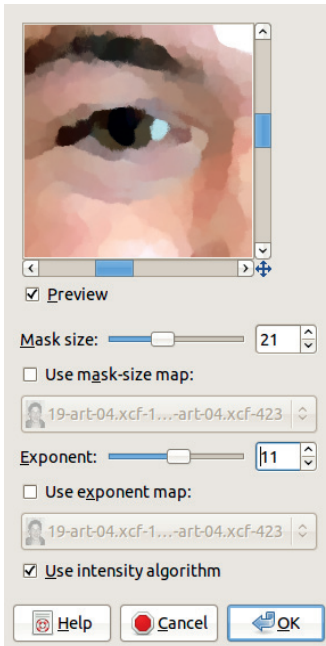 Preview
Mask size: 21
Use mask-size map:
19-art-04.xcf-1...-art-04.xcf-423
Exponent: 11
Use exponent map:
19-art-04.xcf-1...-art-04.xcf-423
Use intensity algorithm
Help Cancel OK